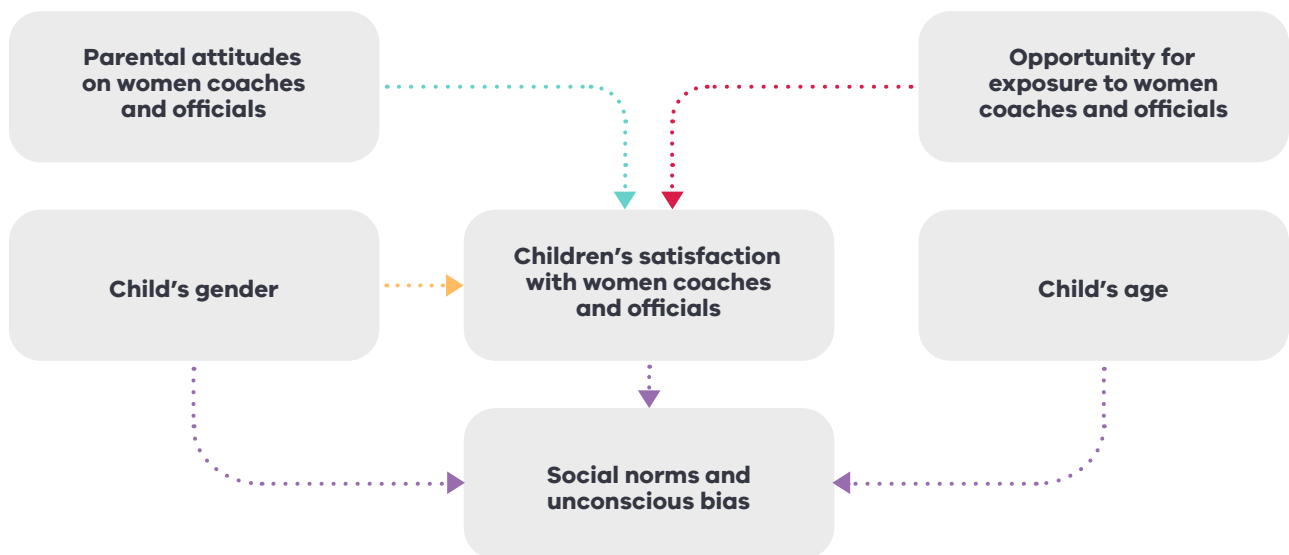 Parental attitudes
on women coaches
and officials
Opportunity for
exposure to women
coaches and officials
Child’s gender
Children’s satisfaction
with women coaches
and officials
Child’s age
Social norms and
unconscious bias